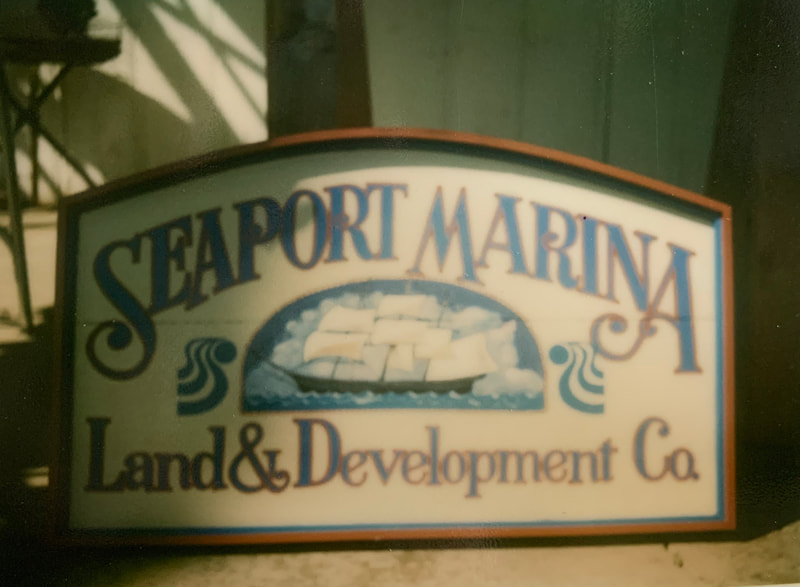 SEAPORT MARINA
Land & Development Co.